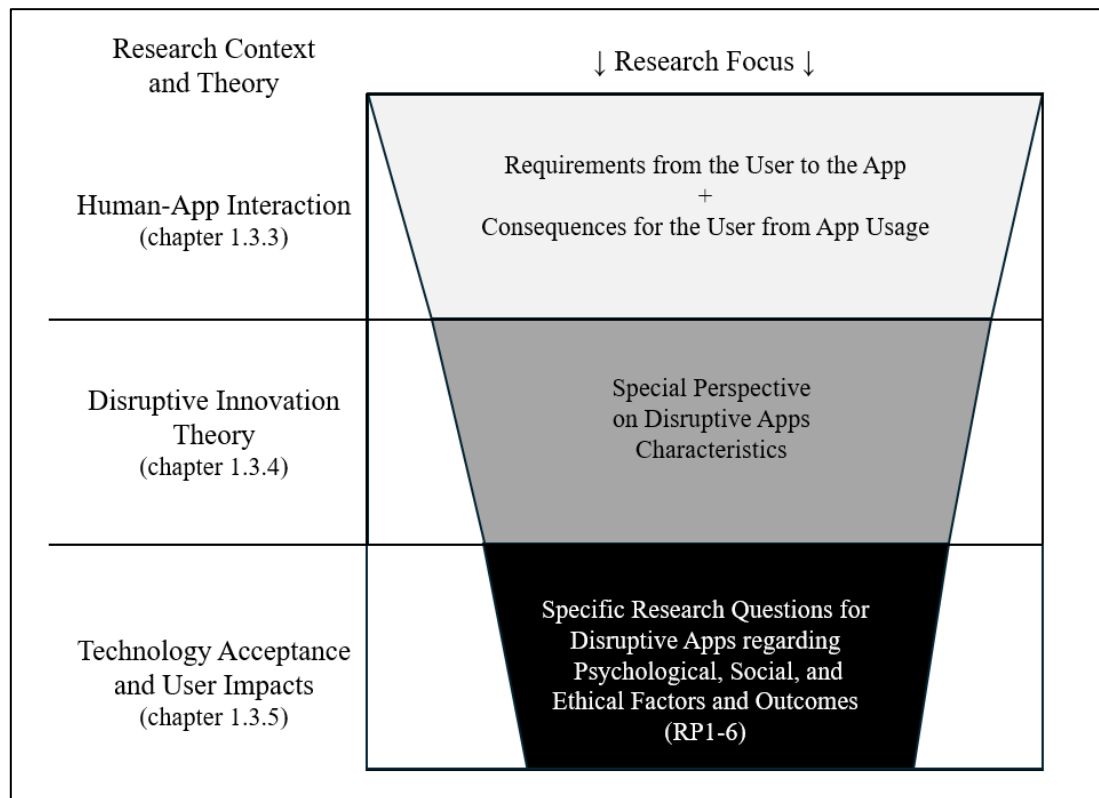 Research Context
and Theory
↓ Research Focus ↓
Human-App Interaction
(chapter 1.3.3)
Requirements from the User to the App
+
Consequences for the User from App Usage
Disruptive Innovation
Theory
(chapter 1.3.4)
Special Perspective
on Disruptive Apps
Characteristics
Technology Acceptance
and User Impacts
(chapter 1.3.5)
Specific Research Questions for
Disruptive Apps regarding
Psychological, Social, and
Ethical Factors and Outcomes
(RP1-6)